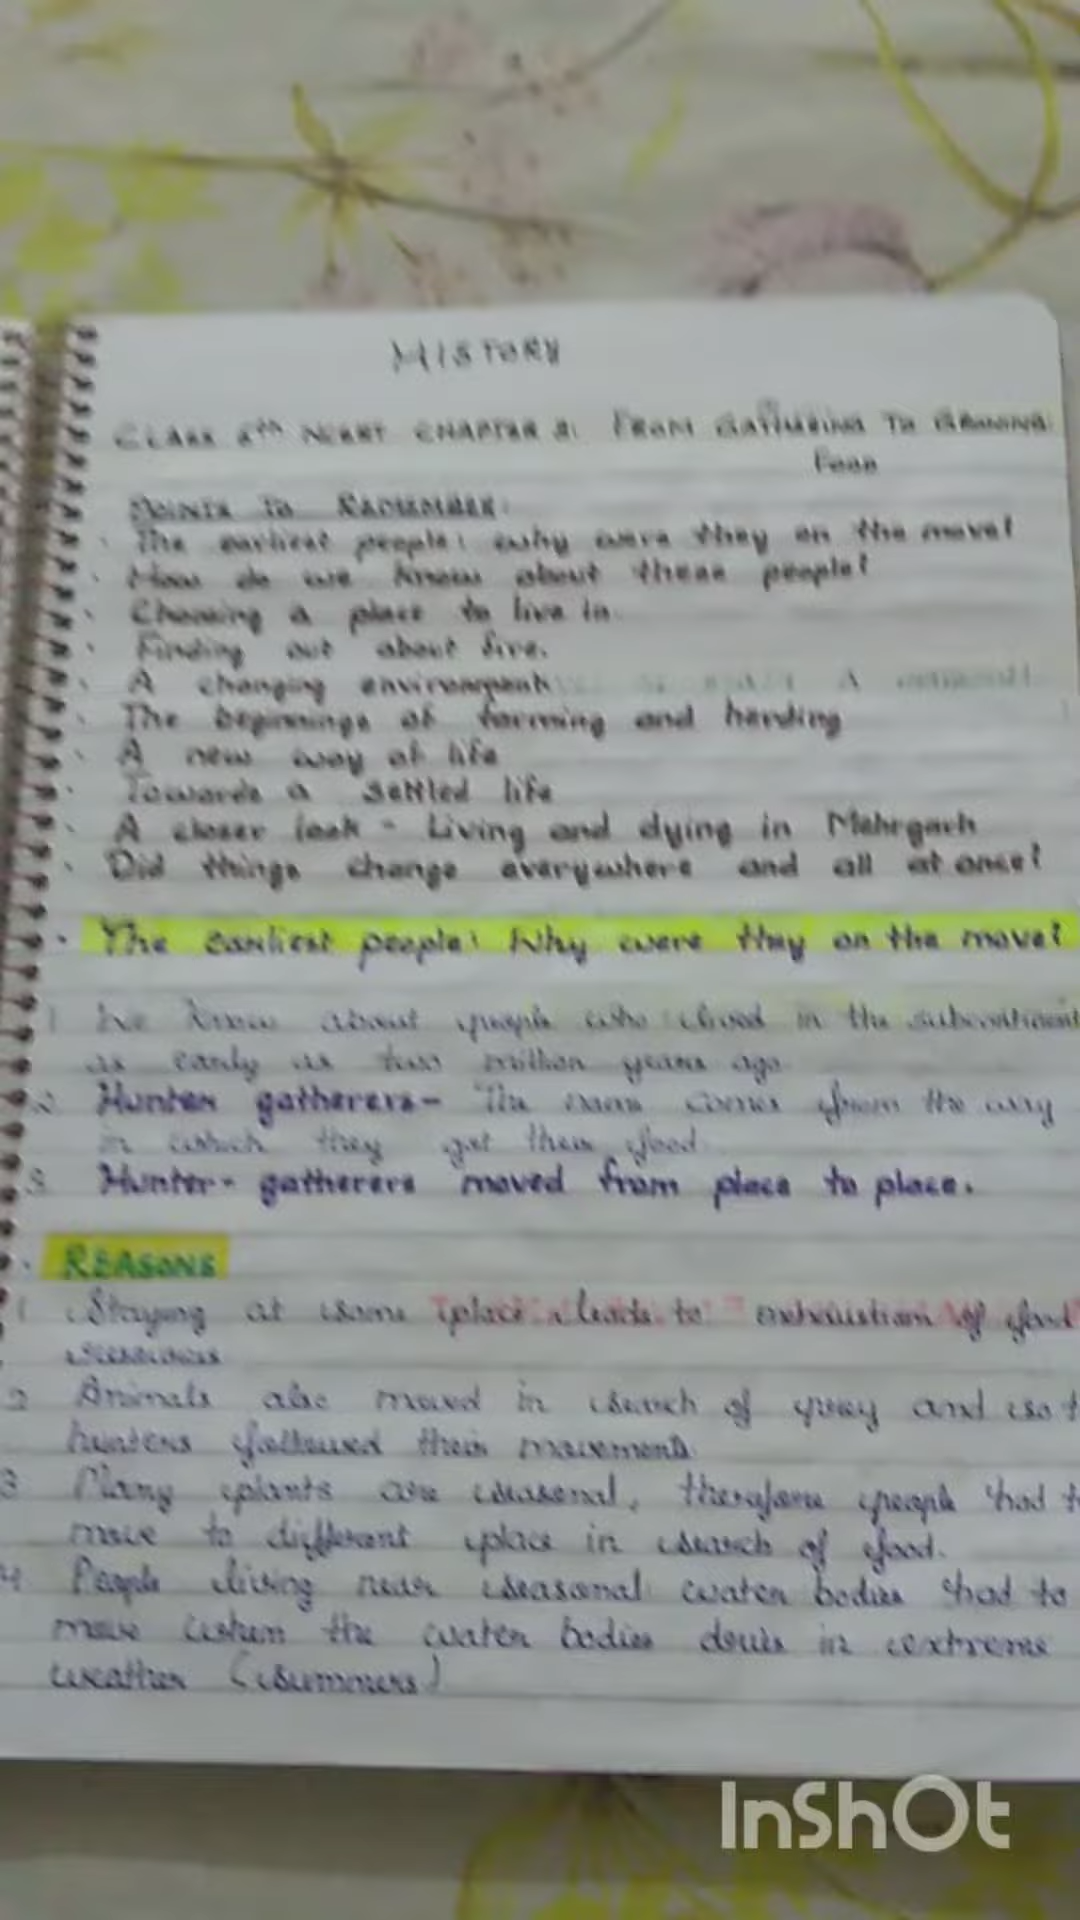 HISTORY
CLASS 6th NCERT CHAPTER 2: FROM GATHERING TO GROWING
FOOD
POINTS TO REMEMBER:
• The earliest people: why were they on the move?
• How do we know about these people?
• Choosing a place to live in.
• Finding out about fire.
• A changing environment
• The beginnings of farming and herding
• A new way of life
• Towards a settled life
• A closer look - Living and dying in Mehrgarh
• Did things change everywhere and all at once?
• The earliest people: Why were they on the move?
1 We know about people who lived in the subcontinent
as early as two million years ago.
2 Hunter gatherers- The name comes from the way
in which they get their food.
3. Hunter-gatherers moved from place to place.
• REASONS
1 Staying at same place leads to exhaustion of food
resources
2 Animals also moved in search of prey and so t
hunters followed their movements.
3 Many plants are seasonal, therefore people had t
move to different place in search of food.
4 People living near seasonal water bodies had to
move when the water bodies in extreme
weather (summers)
InShOt